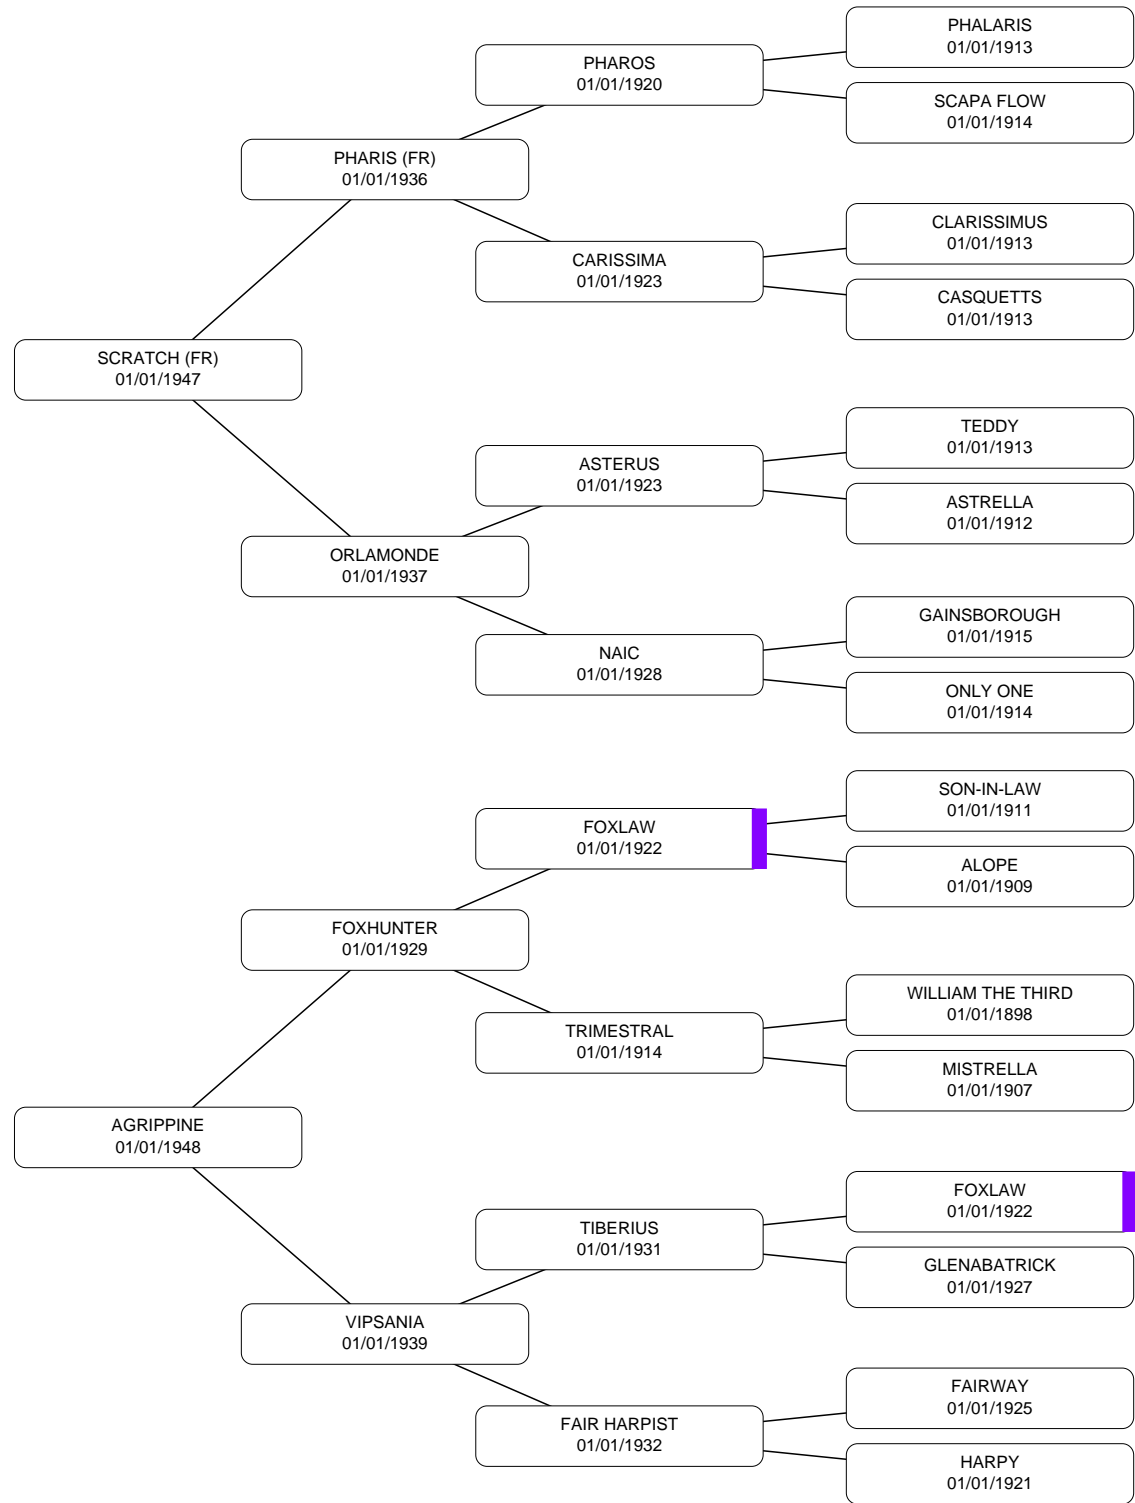 PHALARIS
01/01/1913
PHAROS
01/01/1920
SCAPA FLOW
01/01/1914
PHARIS (FR)
01/01/1936
CLARISSIMUS
01/01/1913
CARISSIMA
01/01/1923
CASQUETTS
01/01/1913
SCRATCH (FR)
01/01/1947
TEDDY
01/01/1913
ASTERUS
01/01/1923
ASTRELLA
01/01/1912
ORLAMONDE
01/01/1937
GAINSBOROUGH
01/01/1915
NAIC
01/01/1928
ONLY ONE
01/01/1914
SON-IN-LAW
01/01/1911
FOXLAW
01/01/1922
ALOPE
01/01/1909
FOXHUNTER
01/01/1929
WILLIAM THE THIRD
01/01/1898
TRIMESTRAL
01/01/1914
MISTRELLA
01/01/1907
AGRIPPINE
01/01/1948
FOXLAW
01/01/1922
TIBERIUS
01/01/1931
GLENABATRICK
01/01/1927
VIPSANIA
01/01/1939
FAIRWAY
01/01/1925
FAIR HARPIST
01/01/1932
HARPY
01/01/1921